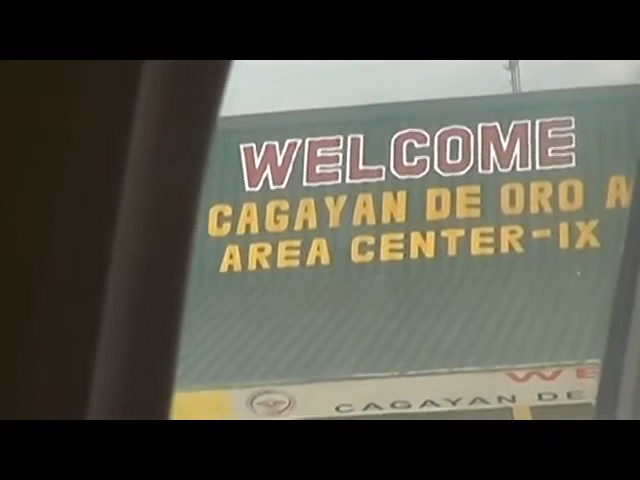 WELCOME
CAGAYAN DE ORO A
AREA CENTER-IX
WE
CAGAYAN DE